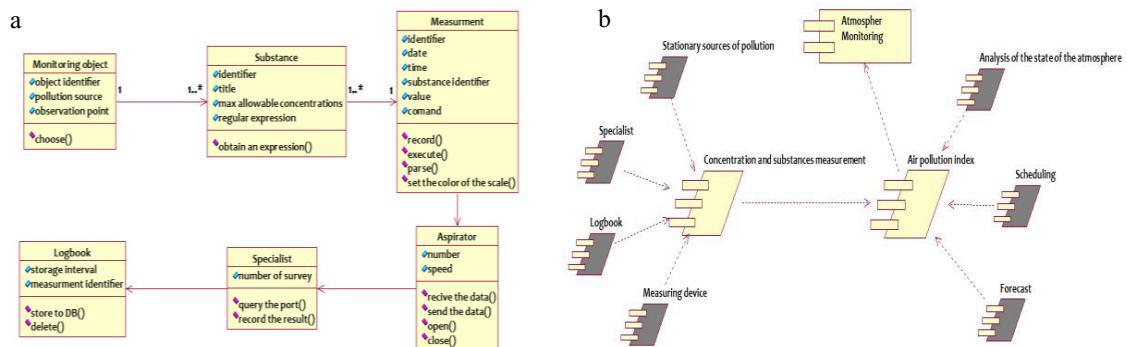 a
Monitoring object
object identifier
pollution source
observation point
choose()
1
1..*
Substance
identifier
title
max allowable concentrations
regular expression
obtain an expression()
1..*
1
Measurment
identifier
date
time
substance identifier
value
comand
record()
execute()
parse()
set the color of the scale()
Logbook
storage interval
measurment identifier
store to DB()
delete()
Specialist
number of survey
query the port()
record the result()
Aspirator
number
speed
recive the data()
send the data()
open()
close()
b
Atmospher
Monitoring
Stationary sources of pollution
Analysis of the state of the atmosphere
Specialist
Concentration and substances measurement
Air pollution index
Scheduling
Logbook
Measuring device
Forecast